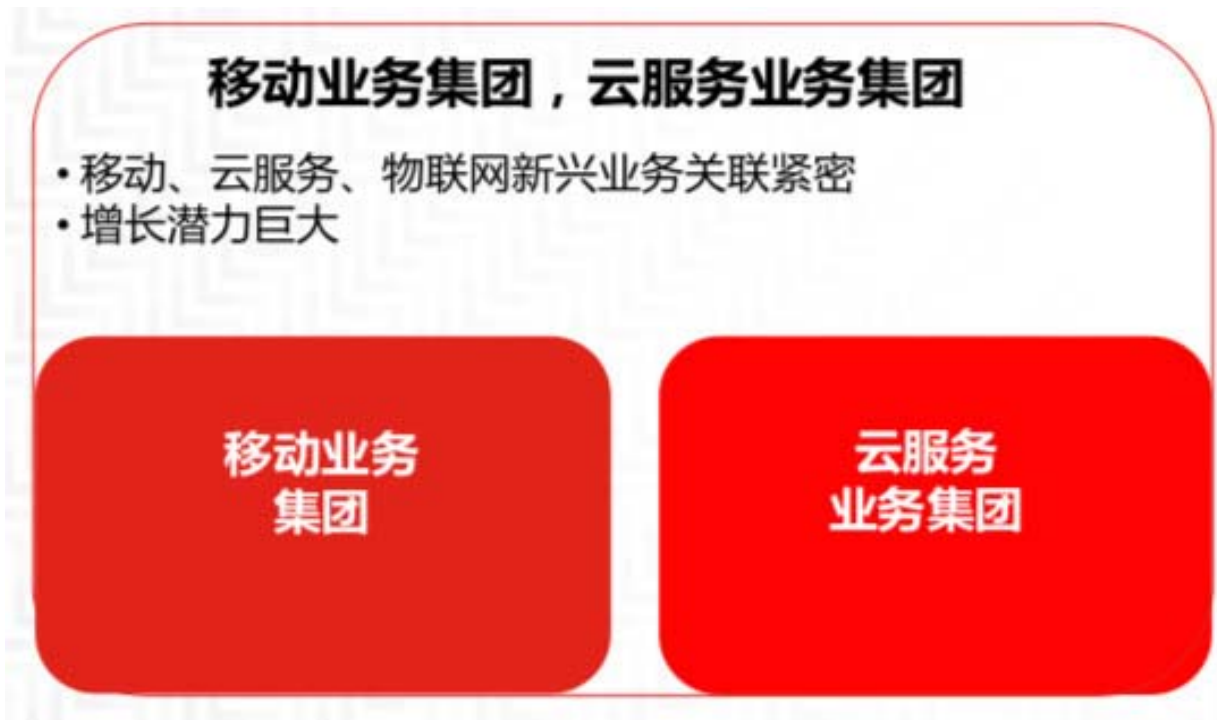 移动业务集团，云服务业务集团
• 移动、云服务、物联网新兴业务关联紧密
• 增长潜力巨大
移动业务
集团
云服务
业务集团